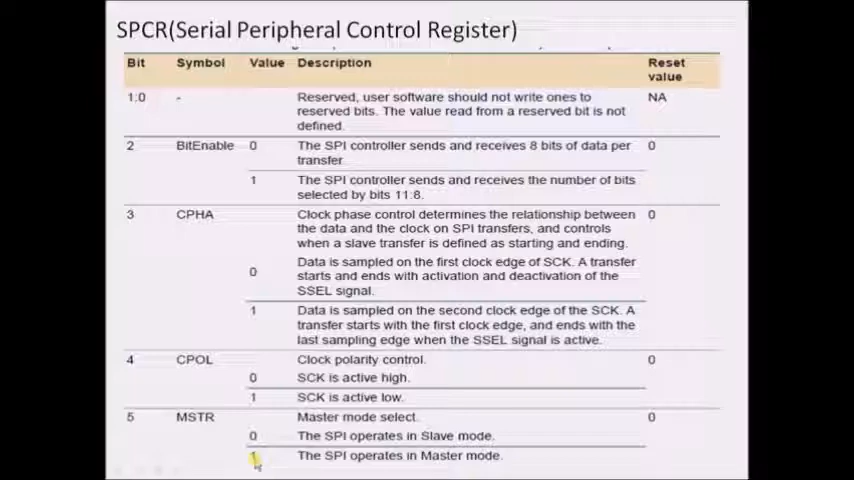 SPCR(Serial Peripheral Control Register)
Bit Symbol Value Description Reset value
1:0 - Reserved, user software should not write ones to NA
reserved bits. The value read from a reserved bit is not
defined.
2 BitEnable 0 The SPI controller sends and receives 8 bits of data per 0
transfer.
1 The SPI controller sends and receives the number of bits
selected by bits 11:8.
3 CPHA Clock phase control determines the relationship between 0
the data and the clock on SPI transfers, and controls
when a slave transfer is defined as starting and ending.
0 Data is sampled on the first clock edge of SCK. A transfer
starts and ends with activation and deactivation of the
SSEL signal.
1 Data is sampled on the second clock edge of the SCK. A
transfer starts with the first clock edge, and ends with the
last sampling edge when the SSEL signal is active.
4 CPOL Clock polarity control. 0
0 SCK is active high.
1 SCK is active low.
5 MSTR Master mode select. 0
0 The SPI operates in Slave mode.
1 The SPI operates in Master mode.